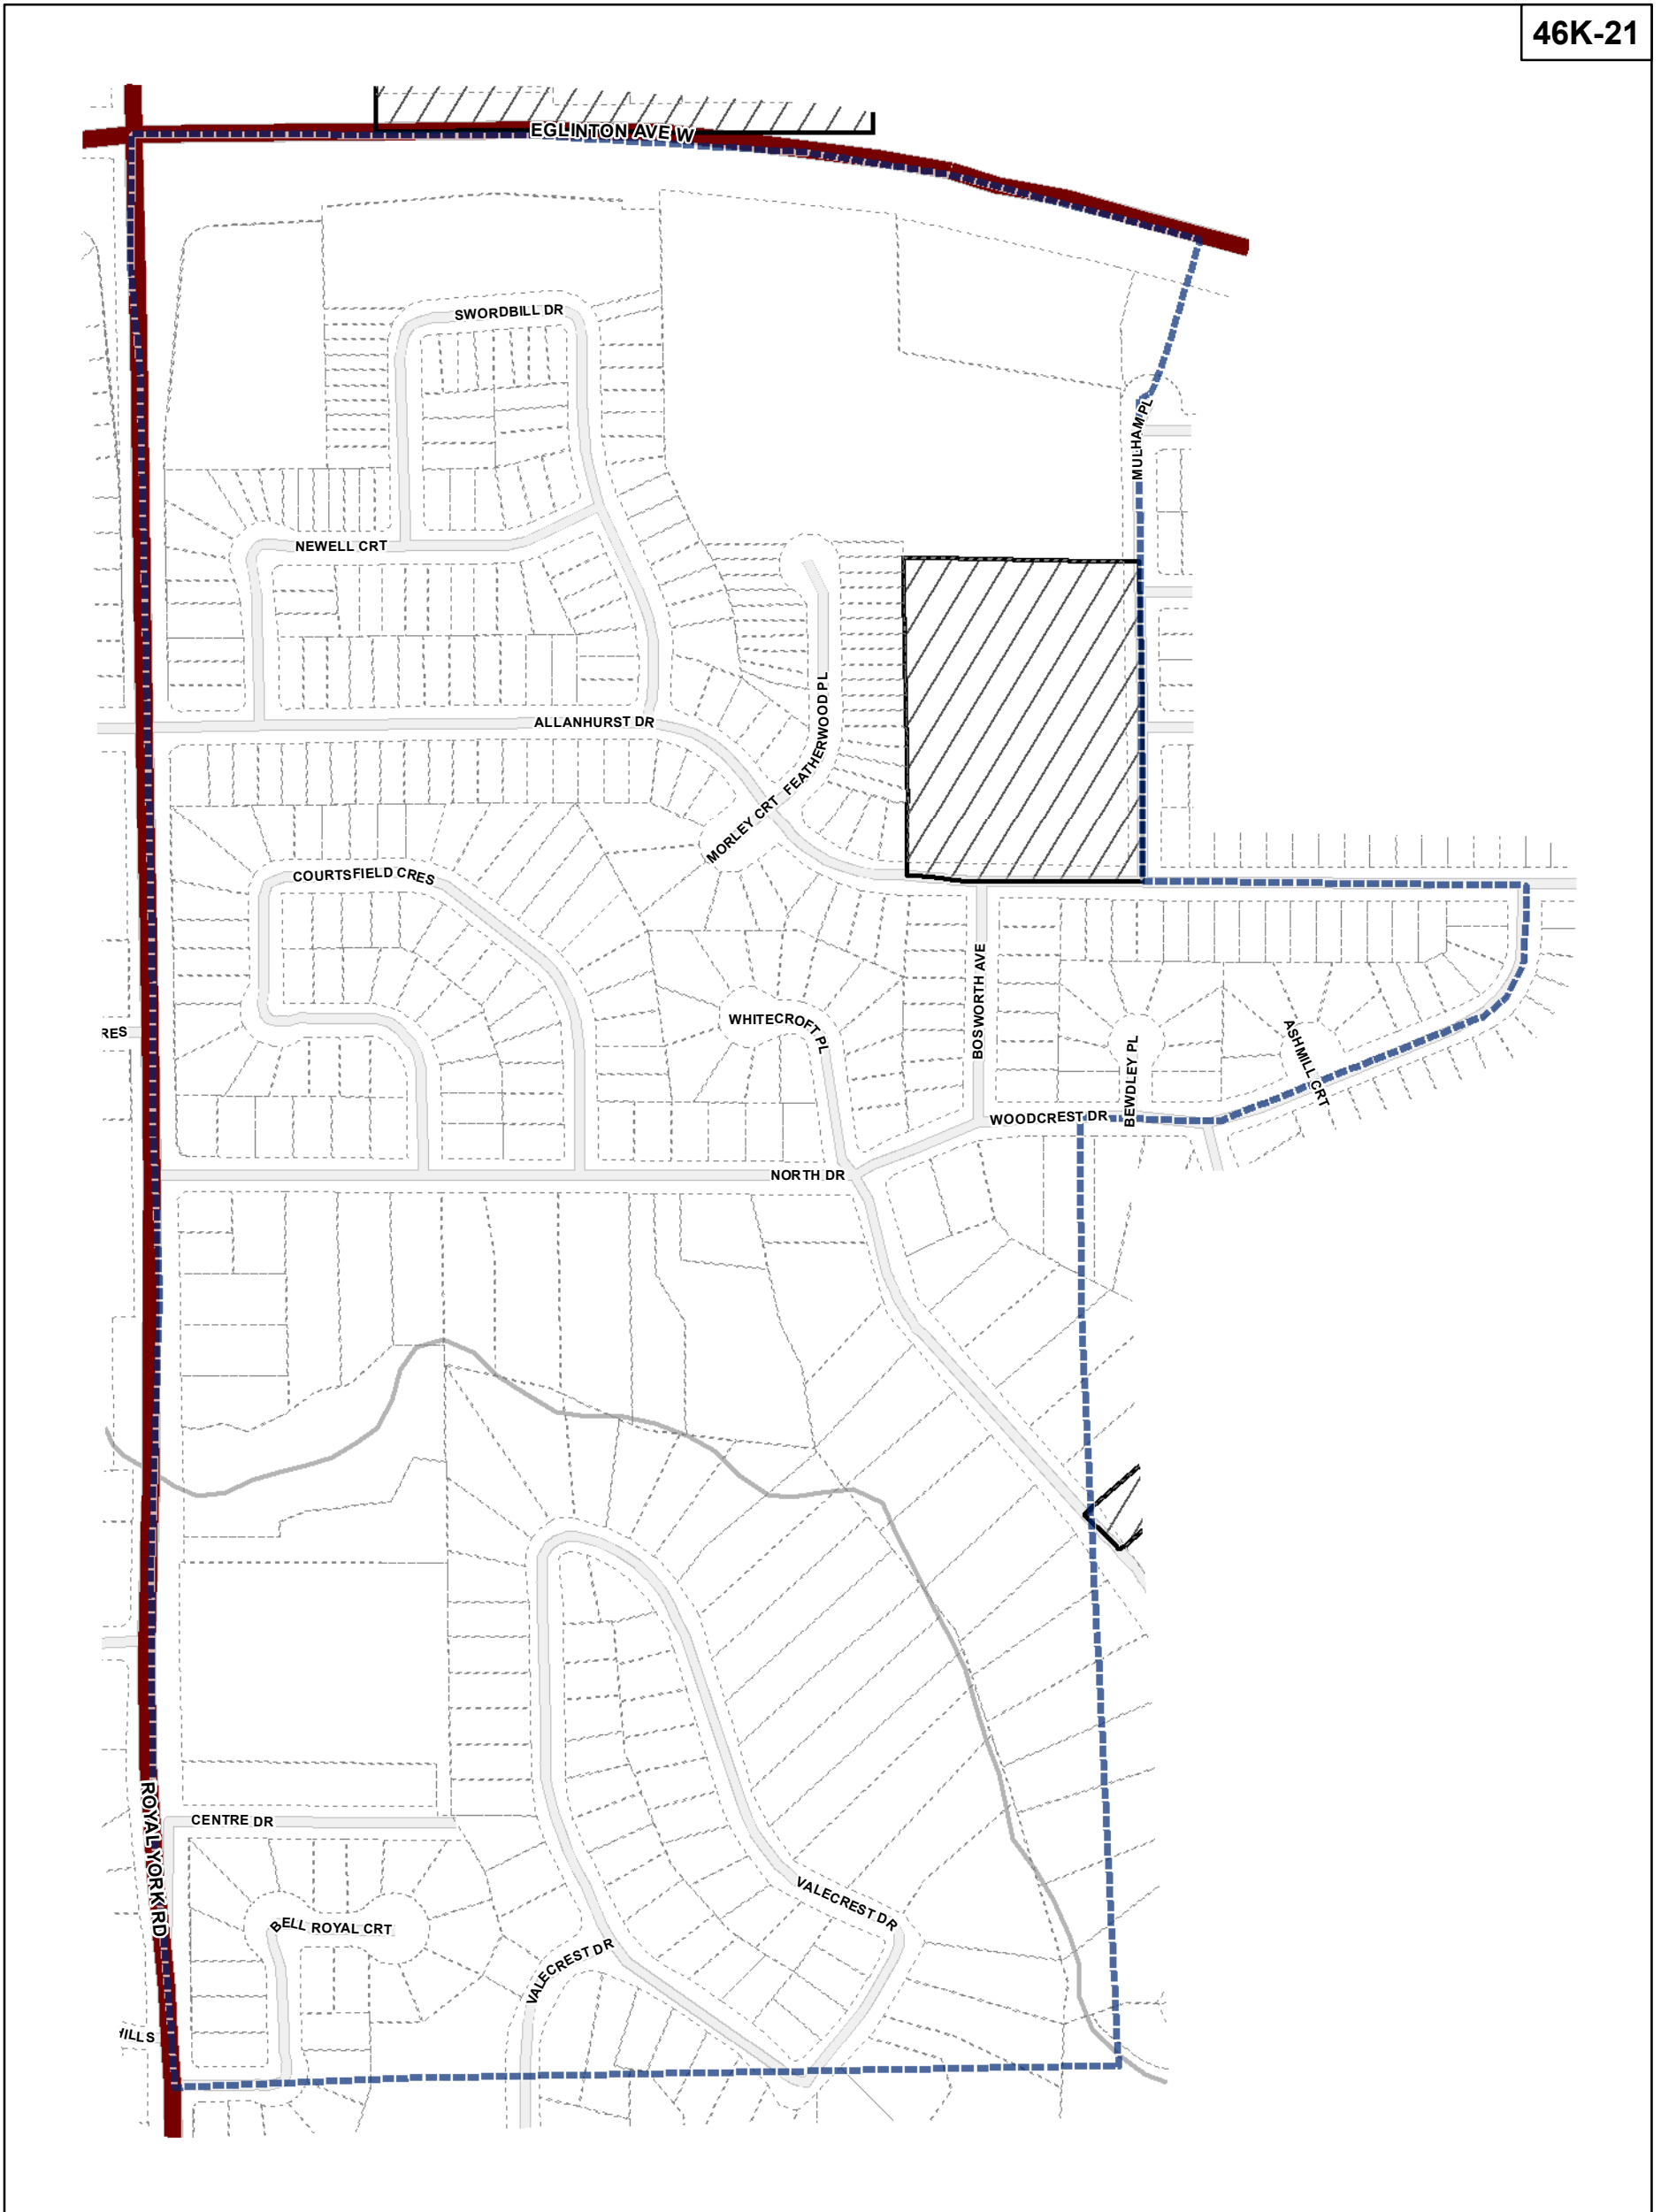 46K-21
EGLINTON AVE W
SWORDBILL DR
MULHAM PL
NEWELL CRT
FEATHERWOOD PL
ALLANHURST DR
MORLEY CRT
COURTSFIELD CRES
BOSWORTH AVE
WHITECROFT PL
RES
ASHMILL CRT
BEWDLEY PL
WOODCREST DR
NORTH DR
ROYAL YORK RD
CENTRE DR
VALECREST DR
BELL ROYAL CRT
VALECREST DR
HILLS